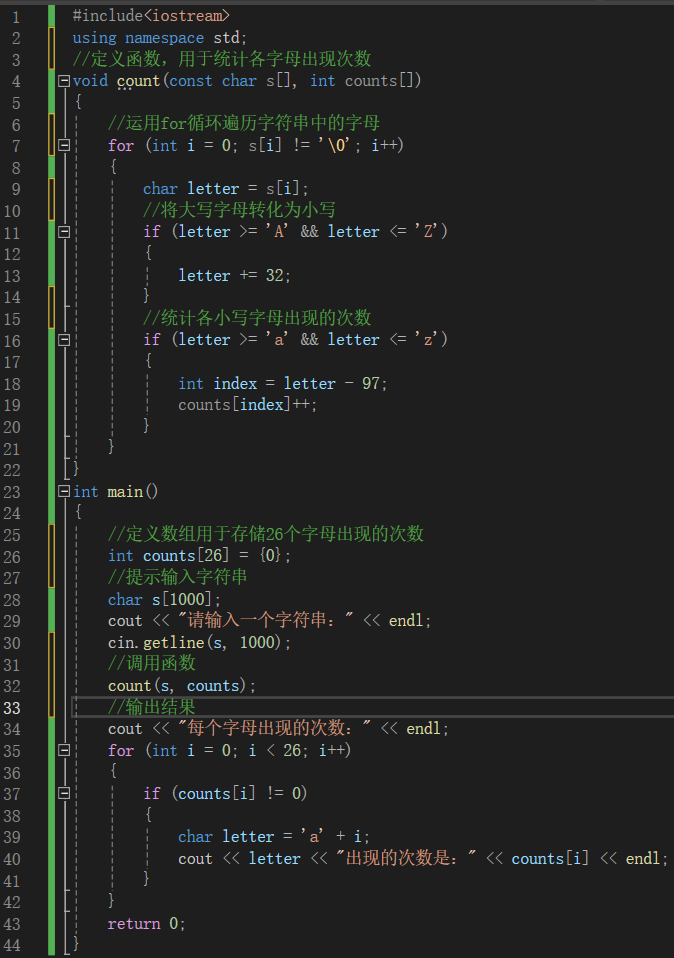 1 #include<iostream>
2 using namespace std;
3 //定义函数，用于统计各字母出现次数
4 void count(const char s[], int counts[])
5 {
6 //运用for循环遍历字符串中的字母
7 for (int i = 0; s[i] != '\0'; i++)
8 {
9 char letter = s[i];
10 //将大写字母转化为小写
11 if (letter >= 'A' && letter <= 'Z')
12 {
13 letter += 32;
14 }
15 //统计各小写字母出现的次数
16 if (letter >= 'a' && letter <= 'z')
17 {
18 int index = letter - 97;
19 counts[index]++;
20 }
21 }
22 }
23 int main()
24 {
25 //定义数组用于存储26个字母出现的次数
26 int counts[26] = {0};
27 //提示输入字符串
28 char s[1000];
29 cout << "请输入一个字符串：" << endl;
30 cin.getline(s, 1000);
31 //调用函数
32 count(s, counts);
33 //输出结果
34 cout << "每个字母出现的次数：" << endl;
35 for (int i = 0; i < 26; i++)
36 {
37 if (counts[i] != 0)
38 {
39 char letter = 'a' + i;
40 cout << letter << "出现的次数是：" << counts[i] << endl;
41 }
42 }
43 return 0;
44 }